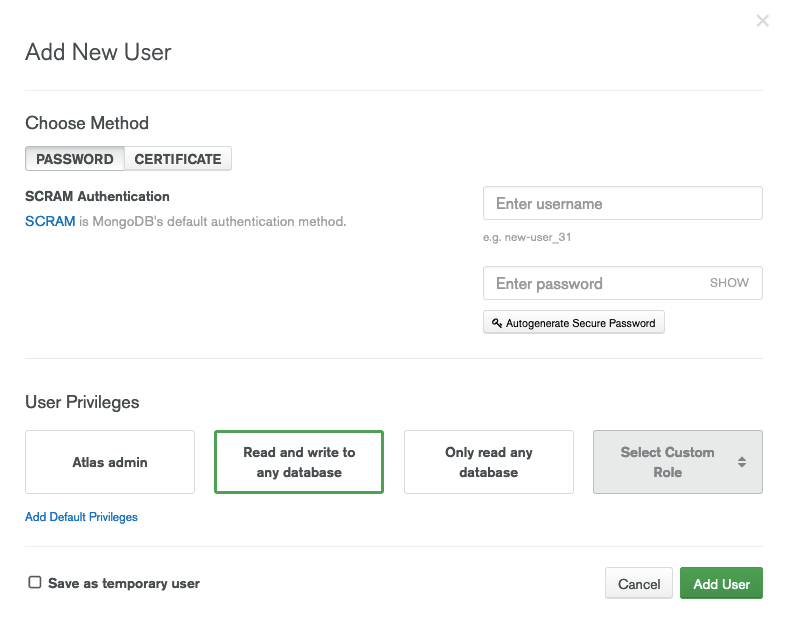 Add New User
Choose Method
PASSWORD CERTIFICATE
SCRAM Authentication
SCRAM is MongoDB's default authentication method.
Enter username
e.g. new-user_31
Enter password SHOW
Autogenerate Secure Password
User Privileges
Atlas admin
Read and write to
any database
Only read any
database
Select Custom
Role
Add Default Privileges
Save as temporary user
Cancel Add User